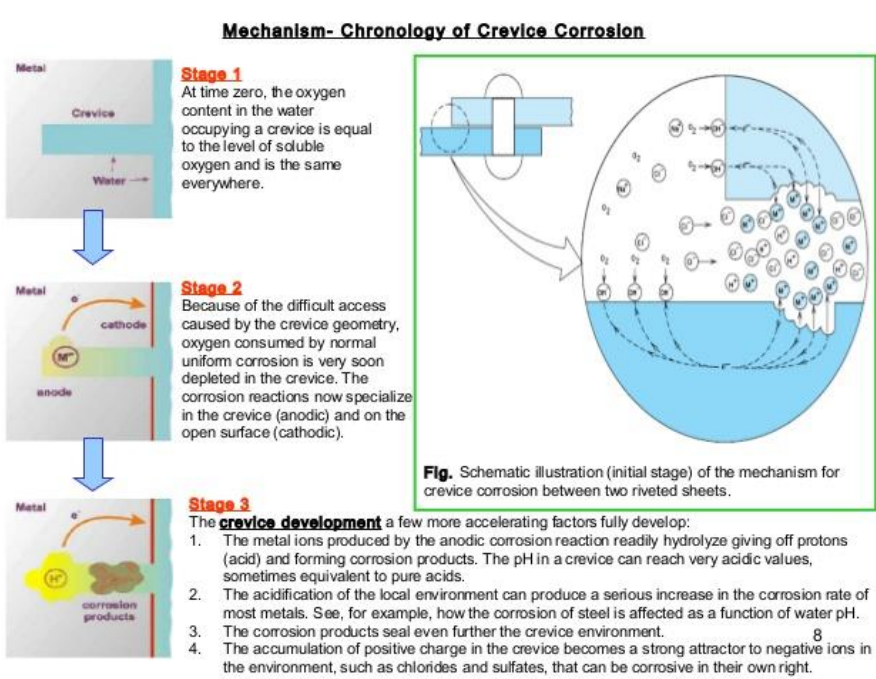 Mechanism- Chronology of Crevice Corrosion
Metal
Crevice
Water
Stage 1
At time zero, the oxygen
content in the water
occupying a crevice is equal
to the level of soluble
oxygen and is the same
everywhere.
Metal
e⁻
cathode
anode
Stage 2
Because of the difficult access
caused by the crevice geometry,
oxygen consumed by normal
uniform corrosion is very soon
depleted in the crevice. The
corrosion reactions now specialize
in the crevice (anodic) and on the
open surface (cathodic).
Fig. Schematic illustration (initial stage) of the mechanism for
crevice corrosion between two riveted sheets.
Metal
e⁻
H⁺
corrosion
products
Stage 3
The crevice development a few more accelerating factors fully develop:
1. The metal ions produced by the anodic corrosion reaction readily hydrolyze giving off protons
(acid) and forming corrosion products. The pH in a crevice can reach very acidic values,
sometimes equivalent to pure acids.
2. The acidification of the local environment can produce a serious increase in the corrosion rate of
most metals. See, for example, how the corrosion of steel is affected as a function of water pH.
3. The corrosion products seal even further the crevice environment.
8
4. The accumulation of positive charge in the crevice becomes a strong attractor to negative ions in
the environment, such as chlorides and sulfates, that can be corrosive in their own right.